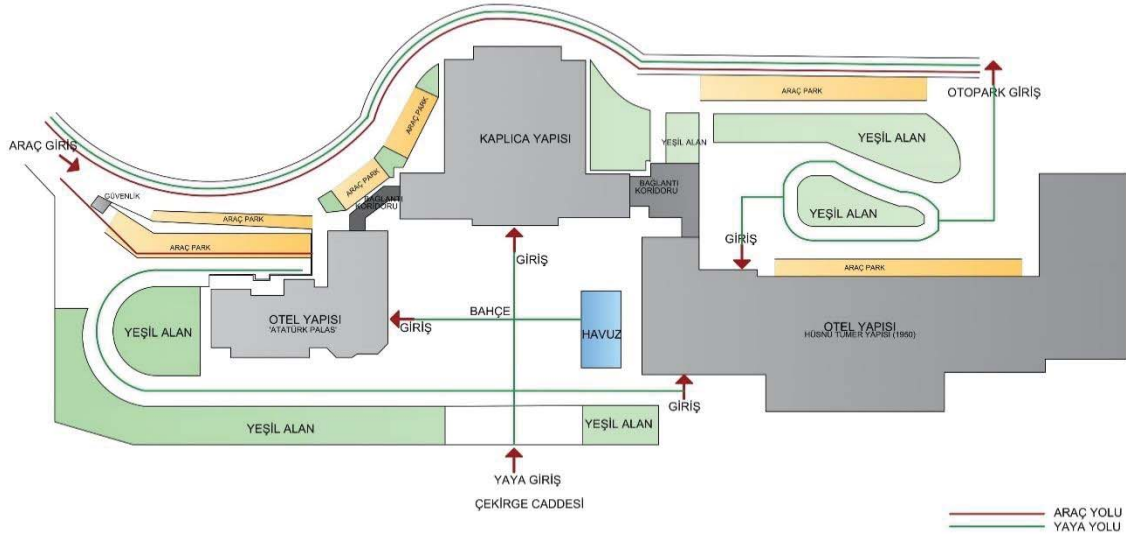 ARAÇ PARK
OTOPARK GİRİŞ
ARAÇ PARK
KAPLICA YAPISI
YEŞİL ALAN
ARAÇ GİRİŞ
YEŞİL ALAN
ARAÇ PARK
BAĞLANTI
KORİDORU
GÜVENLİK
BAĞLANTI
KORİDORU
YEŞİL ALAN
ARAÇ PARK
ARAÇ PARK
GİRİŞ
GİRİŞ
ARAÇ PARK
BAHÇE
OTEL YAPISI
'ATATÜRK PALAS'
GİRİŞ
HAVUZ
OTEL YAPISI
HÜSNÜ TÜMER YAPISI (1950)
YEŞİL ALAN
GİRİŞ
YEŞİL ALAN
YEŞİL ALAN
YAYA GİRİŞ
ÇEKİRGE CADDESİ
ARAÇ YOLU
YAYA YOLU